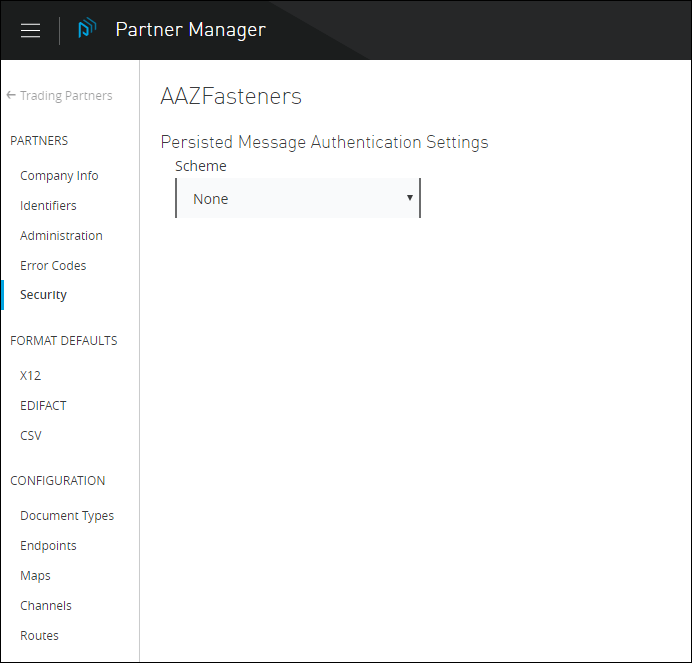 Partner Manager
← Trading Partners
PARTNERS
Company Info
Identifiers
Administration
Error Codes
Security
FORMAT DEFAULTS
X12
EDIFACT
CSV
CONFIGURATION
Document Types
Endpoints
Maps
Channels
Routes
AAZFasteners
Persisted Message Authentication Settings
Scheme
None